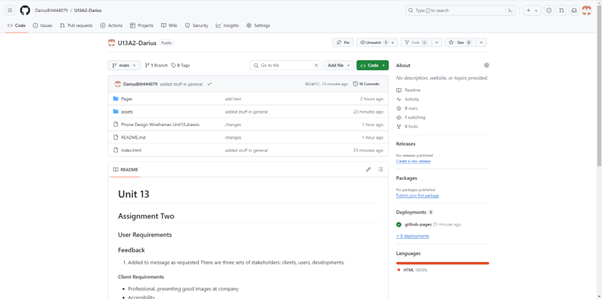 DariusBht444079 / U13A2-Darius
Type / to search
Code Issues Pull requests Actions Projects Wiki Security Insights Settings
U13A2-Darius Public
Pin Unwatch 1 Fork 0 Star 0
main 1 Branch 0 Tags Go to file t Add file Code
added stuff in general 23 minutes ago
Pages add text 2 hours ago
assets added stuff in general 23 minutes ago
Phone Design Wireframes Unit13.drawio changes 1 hour ago
README.md changes 1 hour ago
index.html added stuff in general 23 minutes ago
README
Unit 13
Assignment Two
User Requirements
Feedback
1. Added to message as requested There are three sets of stakeholders: clients, users, developments.
Client Requirements
Professional, presenting good images at company
Accessibility
About
No description, website, or topics provided.
Readme
Activity
0 stars
1 watching
0 forks
Releases
No releases published
Create a new release
Packages
No packages published
Publish your first package
Deployments
github-pages 23 minutes ago
Languages
HTML 100.0%